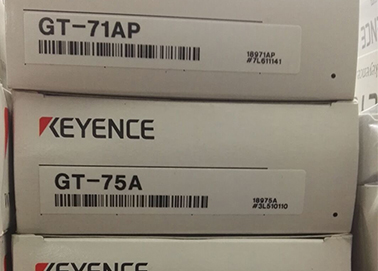 GT-71AP
18971AP
#7L611141
KEYENCE
GT-75A
18975A
#3L510110
KEYENCE